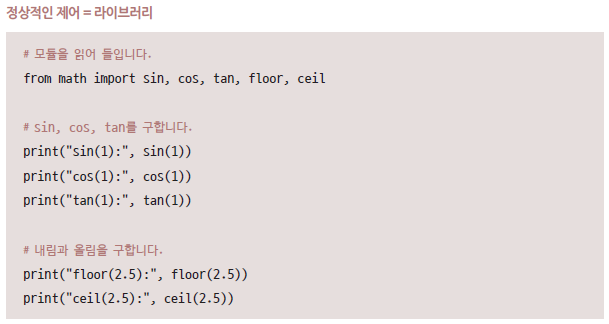 정상적인 제어 = 라이브러리
# 모듈을 읽어 들입니다.
from math import sin, cos, tan, floor, ceil
# sin, cos, tan를 구합니다.
print("sin(1):", sin(1))
print("cos(1):", cos(1))
print("tan(1):", tan(1))
# 내림과 올림을 구합니다.
print("floor(2.5):", floor(2.5))
print("ceil(2.5):", ceil(2.5))